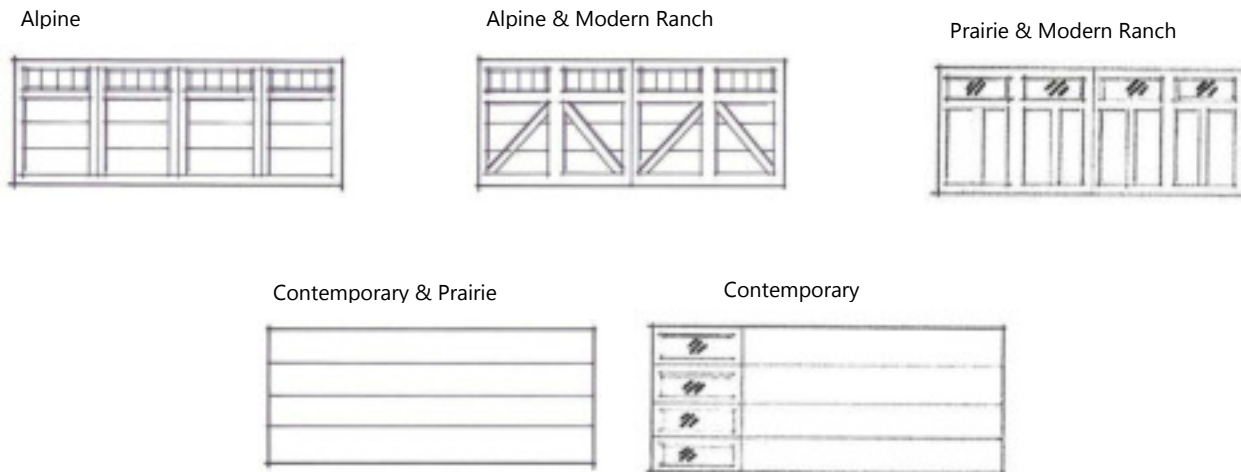 Alpine
Alpine & Modern Ranch
Prairie & Modern Ranch
Contemporary & Prairie
Contemporary